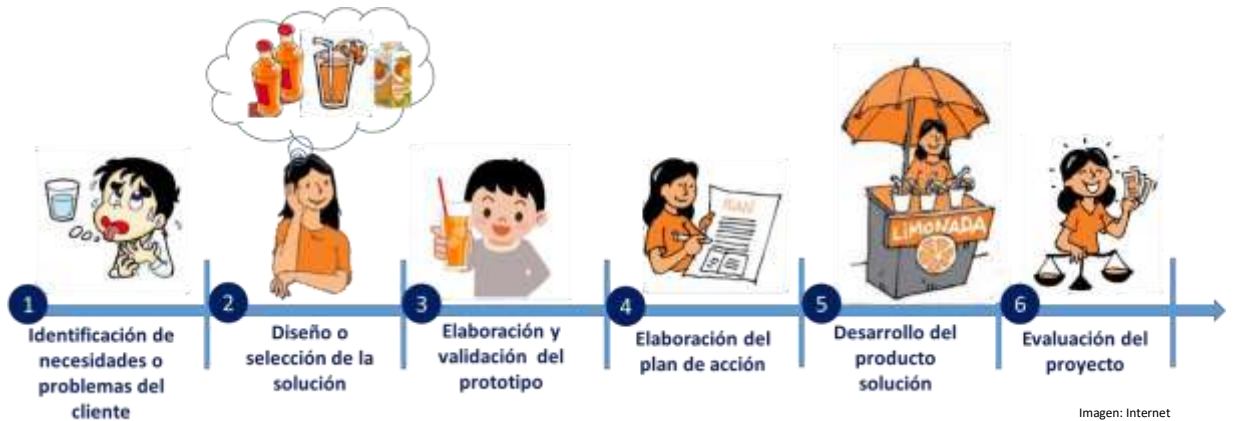 1
Identificación de
necesidades o
problemas del
cliente
2
Diseño o
selección de la
solución
3
Elaboración y
validación del
prototipo
4
PLAN
Elaboración del
plan de acción
5
LIMONADA
Desarrollo del
producto
solución
6
Evaluación del
proyecto
Imagen: Internet